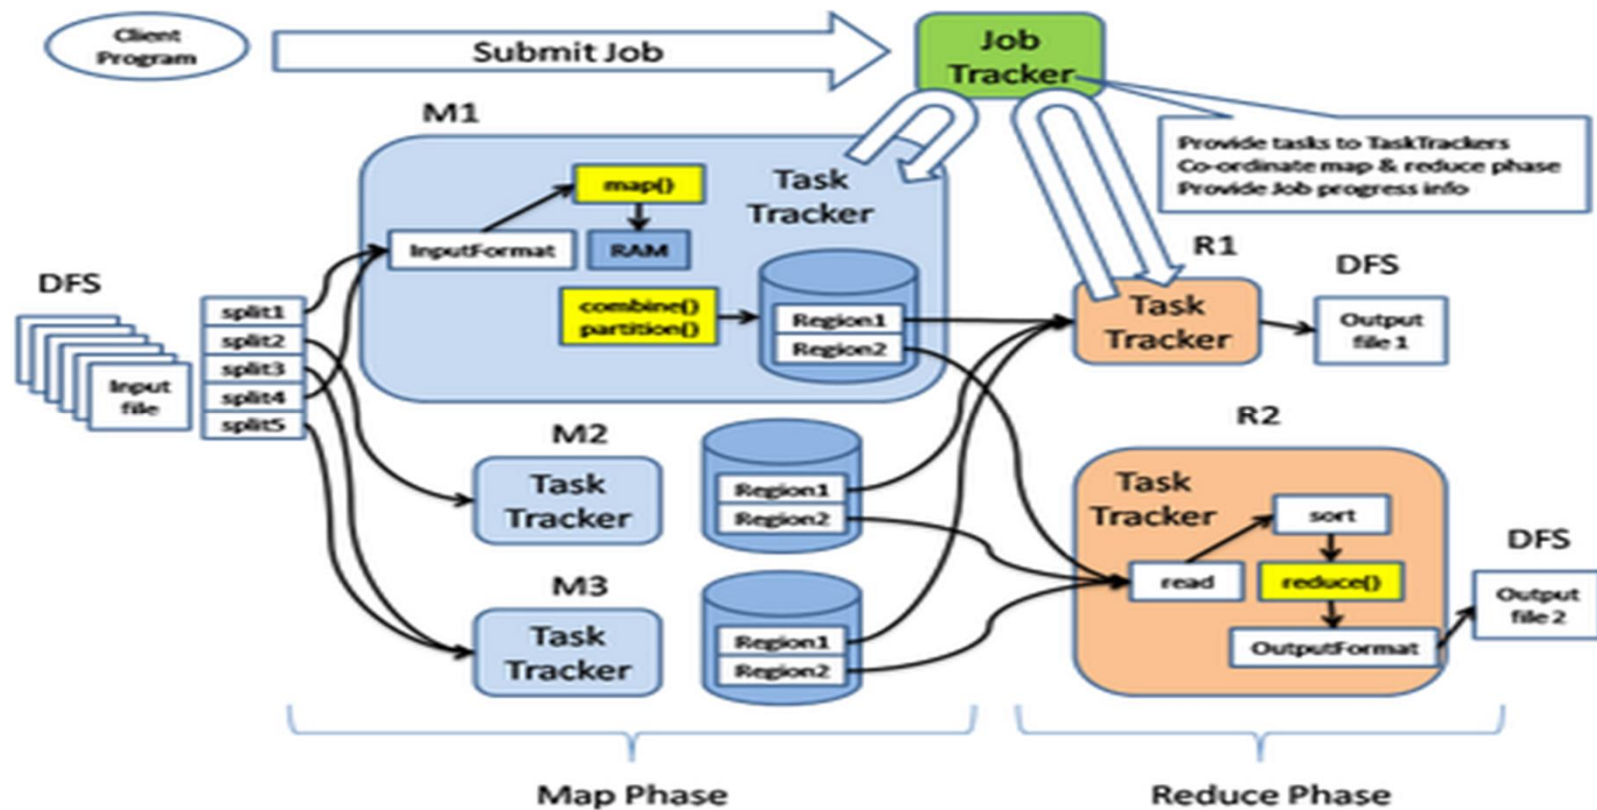 Client
Program
Submit Job
Job
Tracker
Provide tasks to TaskTrackers
Co-ordinate map & reduce phase
Provide Job progress info
M1
map()
Task
Tracker
InputFormat
RAM
combine()
partition()
Region1
Region2
DFS
Input
file
split1
split2
split3
split4
split5
M2
Task
Tracker
Region1
Region2
M3
Task
Tracker
Region1
Region2
R1
Task
Tracker
DFS
Output
file 1
R2
Task
Tracker
sort
read
reduce()
OutputFormat
DFS
Output
file 2
Map Phase
Reduce Phase